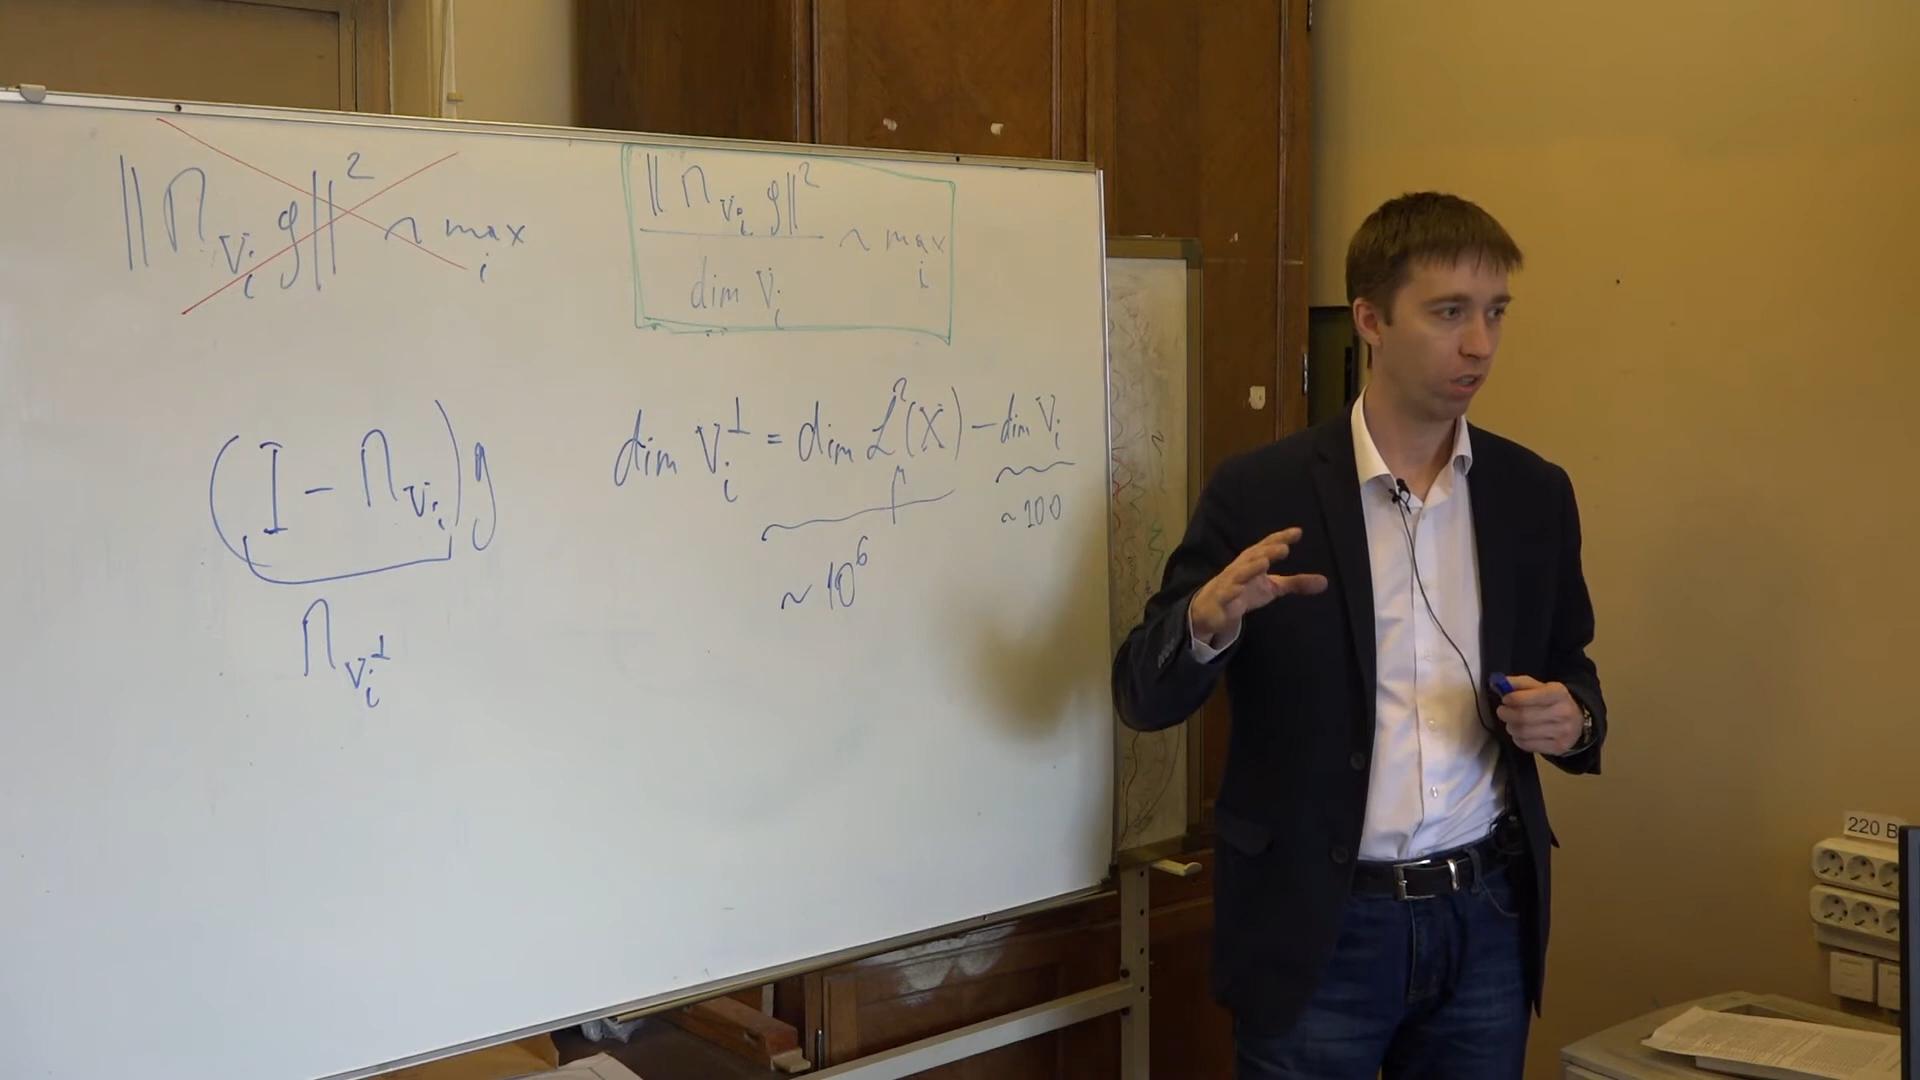 ‖Π_{V_i} g‖² ~ max_i
‖Π_{V_i} g‖² / dim V_i ~ max_i
(I − Π_{V_i}) g
Π_{V_i^⊥}
dim V_i^⊥ = dim ℒ²(X) − dim V_i
~ 10⁶
~ 100
220 В